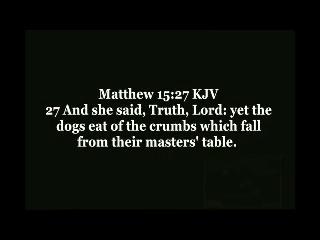 Matthew 15:27 KJV
27 And she said, Truth, Lord: yet the
dogs eat of the crumbs which fall
from their masters' table.